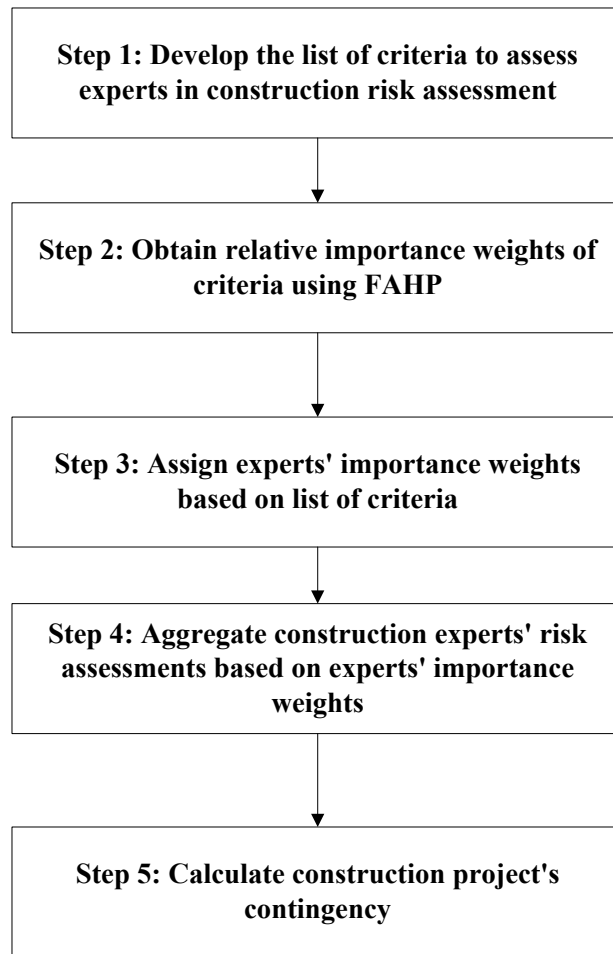 Step 1: Develop the list of criteria to assess
experts in construction risk assessment
Step 2: Obtain relative importance weights of
criteria using FAHP
Step 3: Assign experts' importance weights
based on list of criteria
Step 4: Aggregate construction experts' risk
assessments based on experts' importance
weights
Step 5: Calculate construction project's
contingency